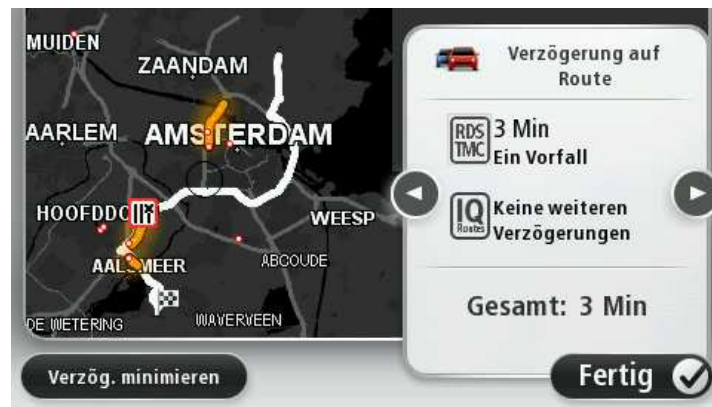 MUIDEN
ZAANDAM
AARLEM
AMSTERDAM
HOOFDDO
WEESP
AALSMEER
ABCOUDE
DE WETERING
WAVERVEEN
Verzög. minimieren
Verzögerung auf
Route
RDS
TMC
3 Min
Ein Vorfall
IQ
Routes
Keine weiteren
Verzögerungen
Gesamt: 3 Min
Fertig